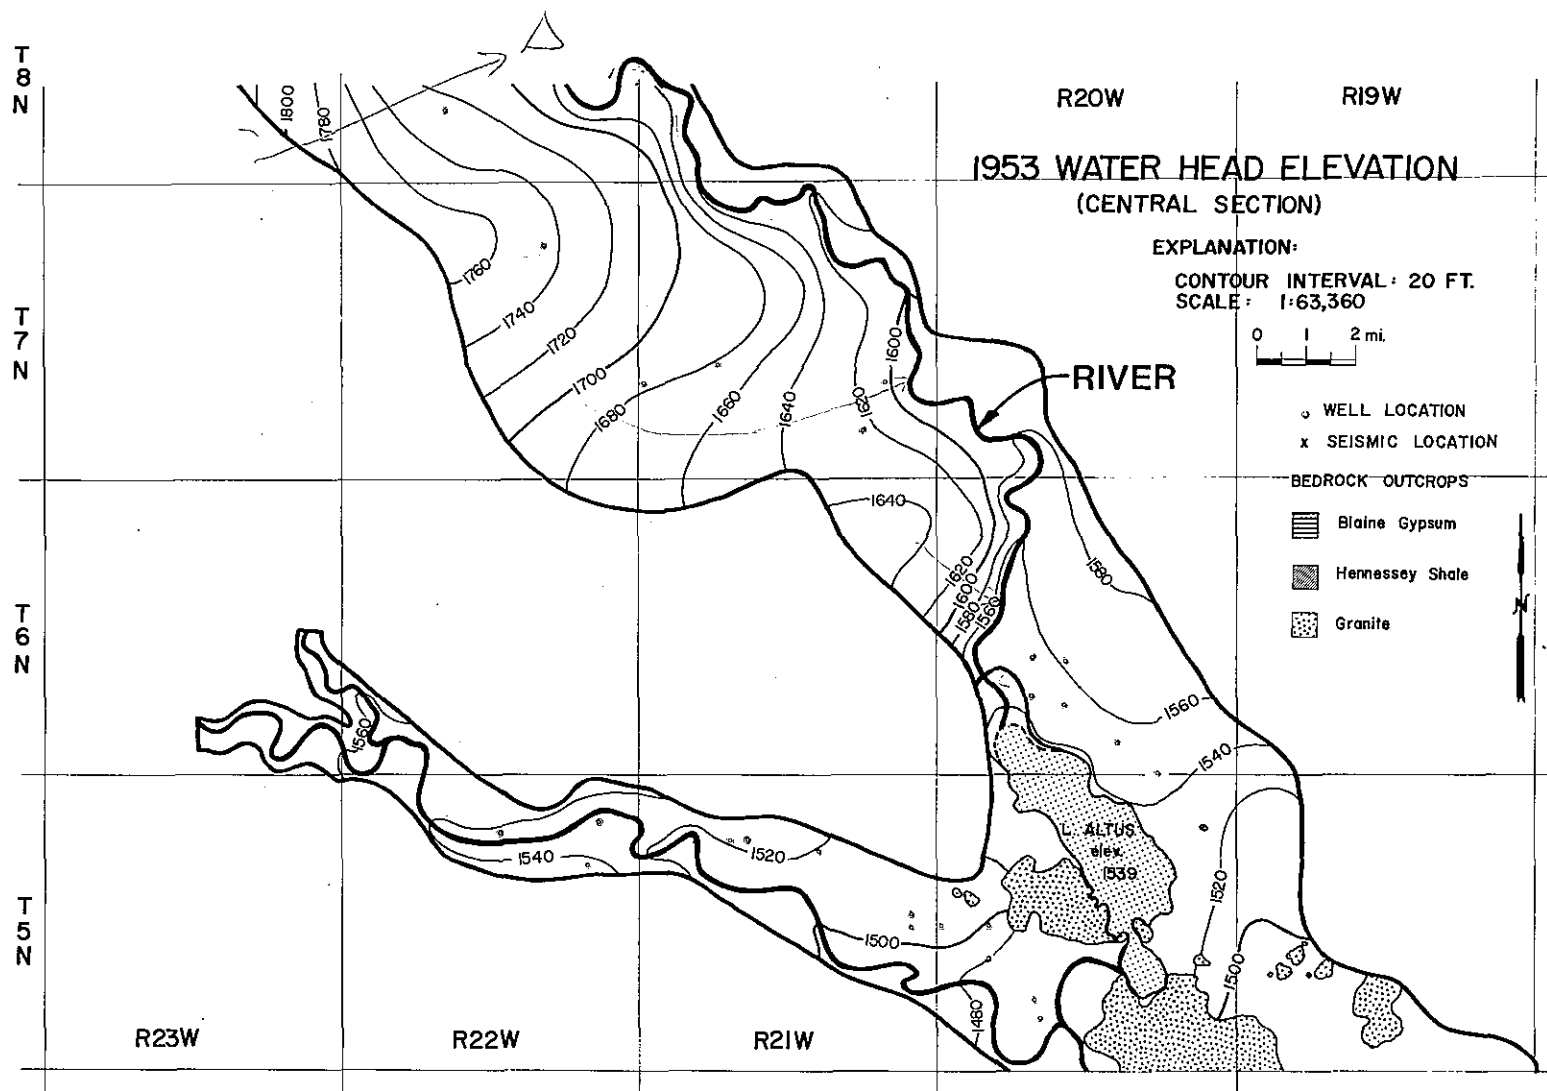 T
8
N
R20W
R19W
1953 WATER HEAD ELEVATION
(CENTRAL SECTION)
EXPLANATION:
CONTOUR INTERVAL: 20 FT.
SCALE: 1:63,360
0 1 2 mi.
RIVER
WELL LOCATION
x SEISMIC LOCATION
BEDROCK OUTCROPS
Blaine Gypsum
Hennessey Shale
Granite
N
T
7
N
T
6
N
T
5
N
1800
1780
1760
1740
1720
1700
1680
1660
1640
1620
1600
1640
1620
1600
1580
1560
1580
1560
1540
1520
1500
1560
1540
1520
1500
1480
L. ALTUS
elev.
1539
R23W
R22W
R21W